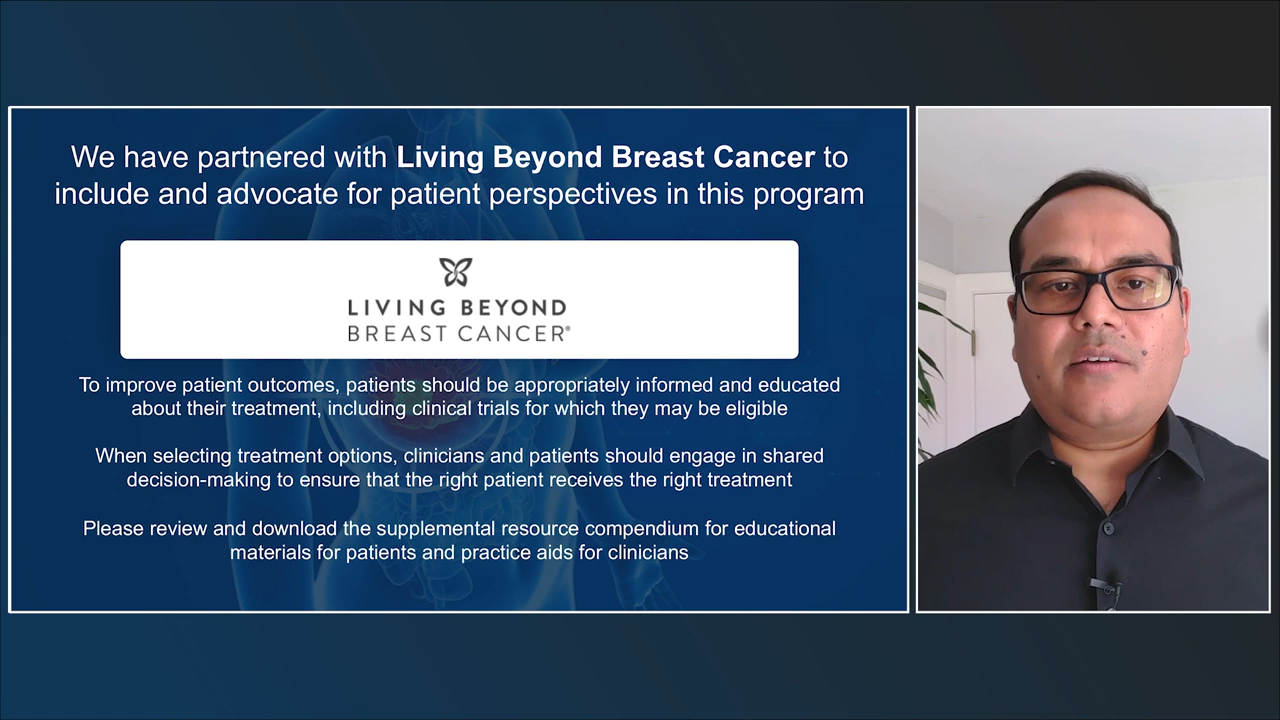 We have partnered with Living Beyond Breast Cancer to
include and advocate for patient perspectives in this program
LIVING BEYOND
BREAST CANCER®
To improve patient outcomes, patients should be appropriately informed and educated
about their treatment, including clinical trials for which they may be eligible
When selecting treatment options, clinicians and patients should engage in shared
decision-making to ensure that the right patient receives the right treatment
Please review and download the supplemental resource compendium for educational
materials for patients and practice aids for clinicians